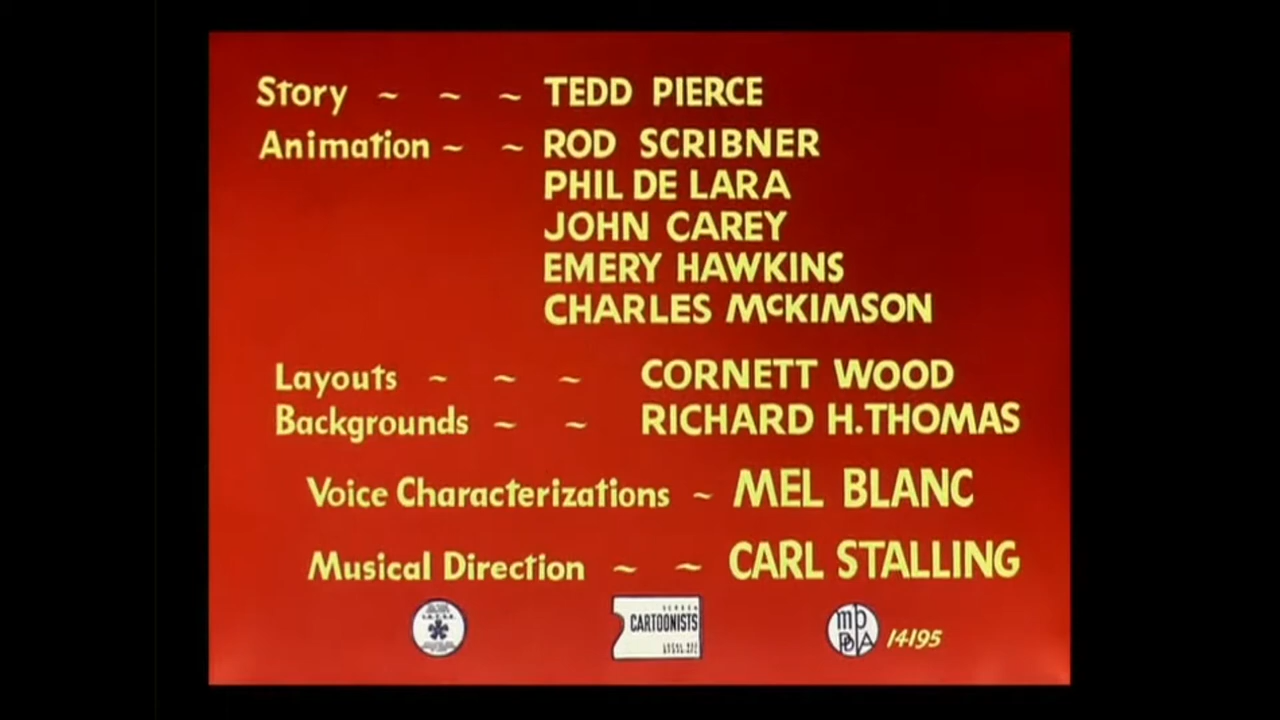 Story ~ ~ ~ TEDD PIERCE
Animation ~ ~ ROD SCRIBNER
PHIL DE LARA
JOHN CAREY
EMERY HAWKINS
CHARLES McKIMSON
Layouts ~ ~ ~ CORNETT WOOD
Backgrounds ~ ~ RICHARD H. THOMAS
Voice Characterizations ~ MEL BLANC
Musical Direction ~ ~ CARL STALLING
SCREEN
CARTOONISTS
14195